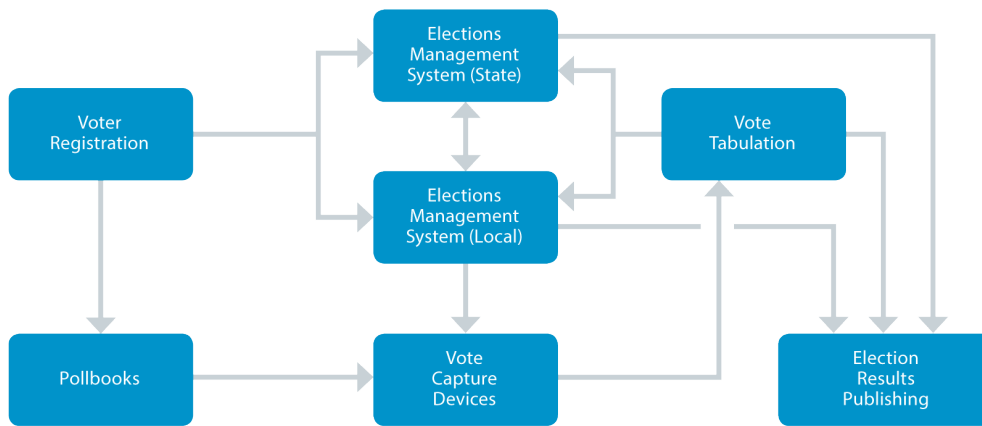 Elections
Management
System (State)
Voter
Registration
Vote
Tabulation
Elections
Management
System (Local)
Pollbooks
Vote
Capture
Devices
Election
Results
Publishing